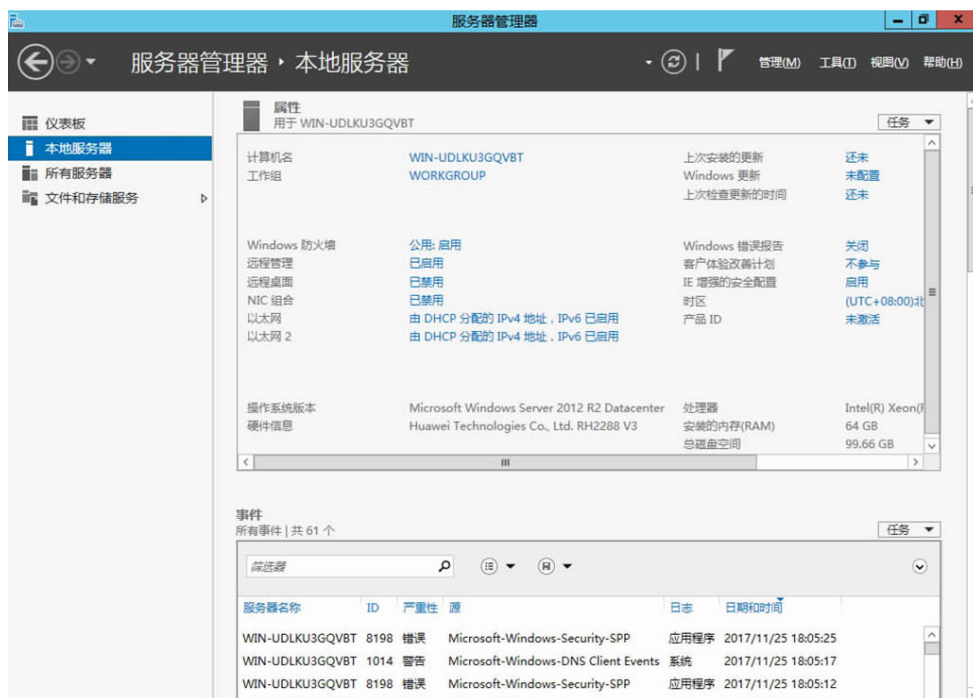 服务器管理器
服务器管理器 · 本地服务器
管理(M) 工具(T) 视图(V) 帮助(H)
仪表板
本地服务器
所有服务器
文件和存储服务
属性
用于 WIN-UDLKU3GQVBT
任务
计算机名 WIN-UDLKU3GQVBT 上次安装的更新 还未
工作组 WORKGROUP Windows 更新 未配置
上次检查更新的时间 还未
Windows 防火墙 公用: 启用 Windows 错误报告 关闭
远程管理 已启用 客户体验改善计划 不参与
远程桌面 已禁用 IE 增强的安全配置 启用
NIC 组合 已禁用 时区 (UTC+08:00)北
以太网 由 DHCP 分配的 IPv4 地址，IPv6 已启用 产品 ID 未激活
以太网 2 由 DHCP 分配的 IPv4 地址，IPv6 已启用
操作系统版本 Microsoft Windows Server 2012 R2 Datacenter 处理器 Intel(R) Xeon(
硬件信息 Huawei Technologies Co., Ltd. RH2288 V3 安装的内存(RAM) 64 GB
总磁盘空间 99.66 GB
事件
所有事件 | 共 61 个
任务
筛选器
服务器名称 ID 严重性 源 日志 日期和时间
WIN-UDLKU3GQVBT 8198 错误 Microsoft-Windows-Security-SPP 应用程序 2017/11/25 18:05:25
WIN-UDLKU3GQVBT 1014 警告 Microsoft-Windows-DNS Client Events 系统 2017/11/25 18:05:17
WIN-UDLKU3GQVBT 8198 错误 Microsoft-Windows-Security-SPP 应用程序 2017/11/25 18:05:12